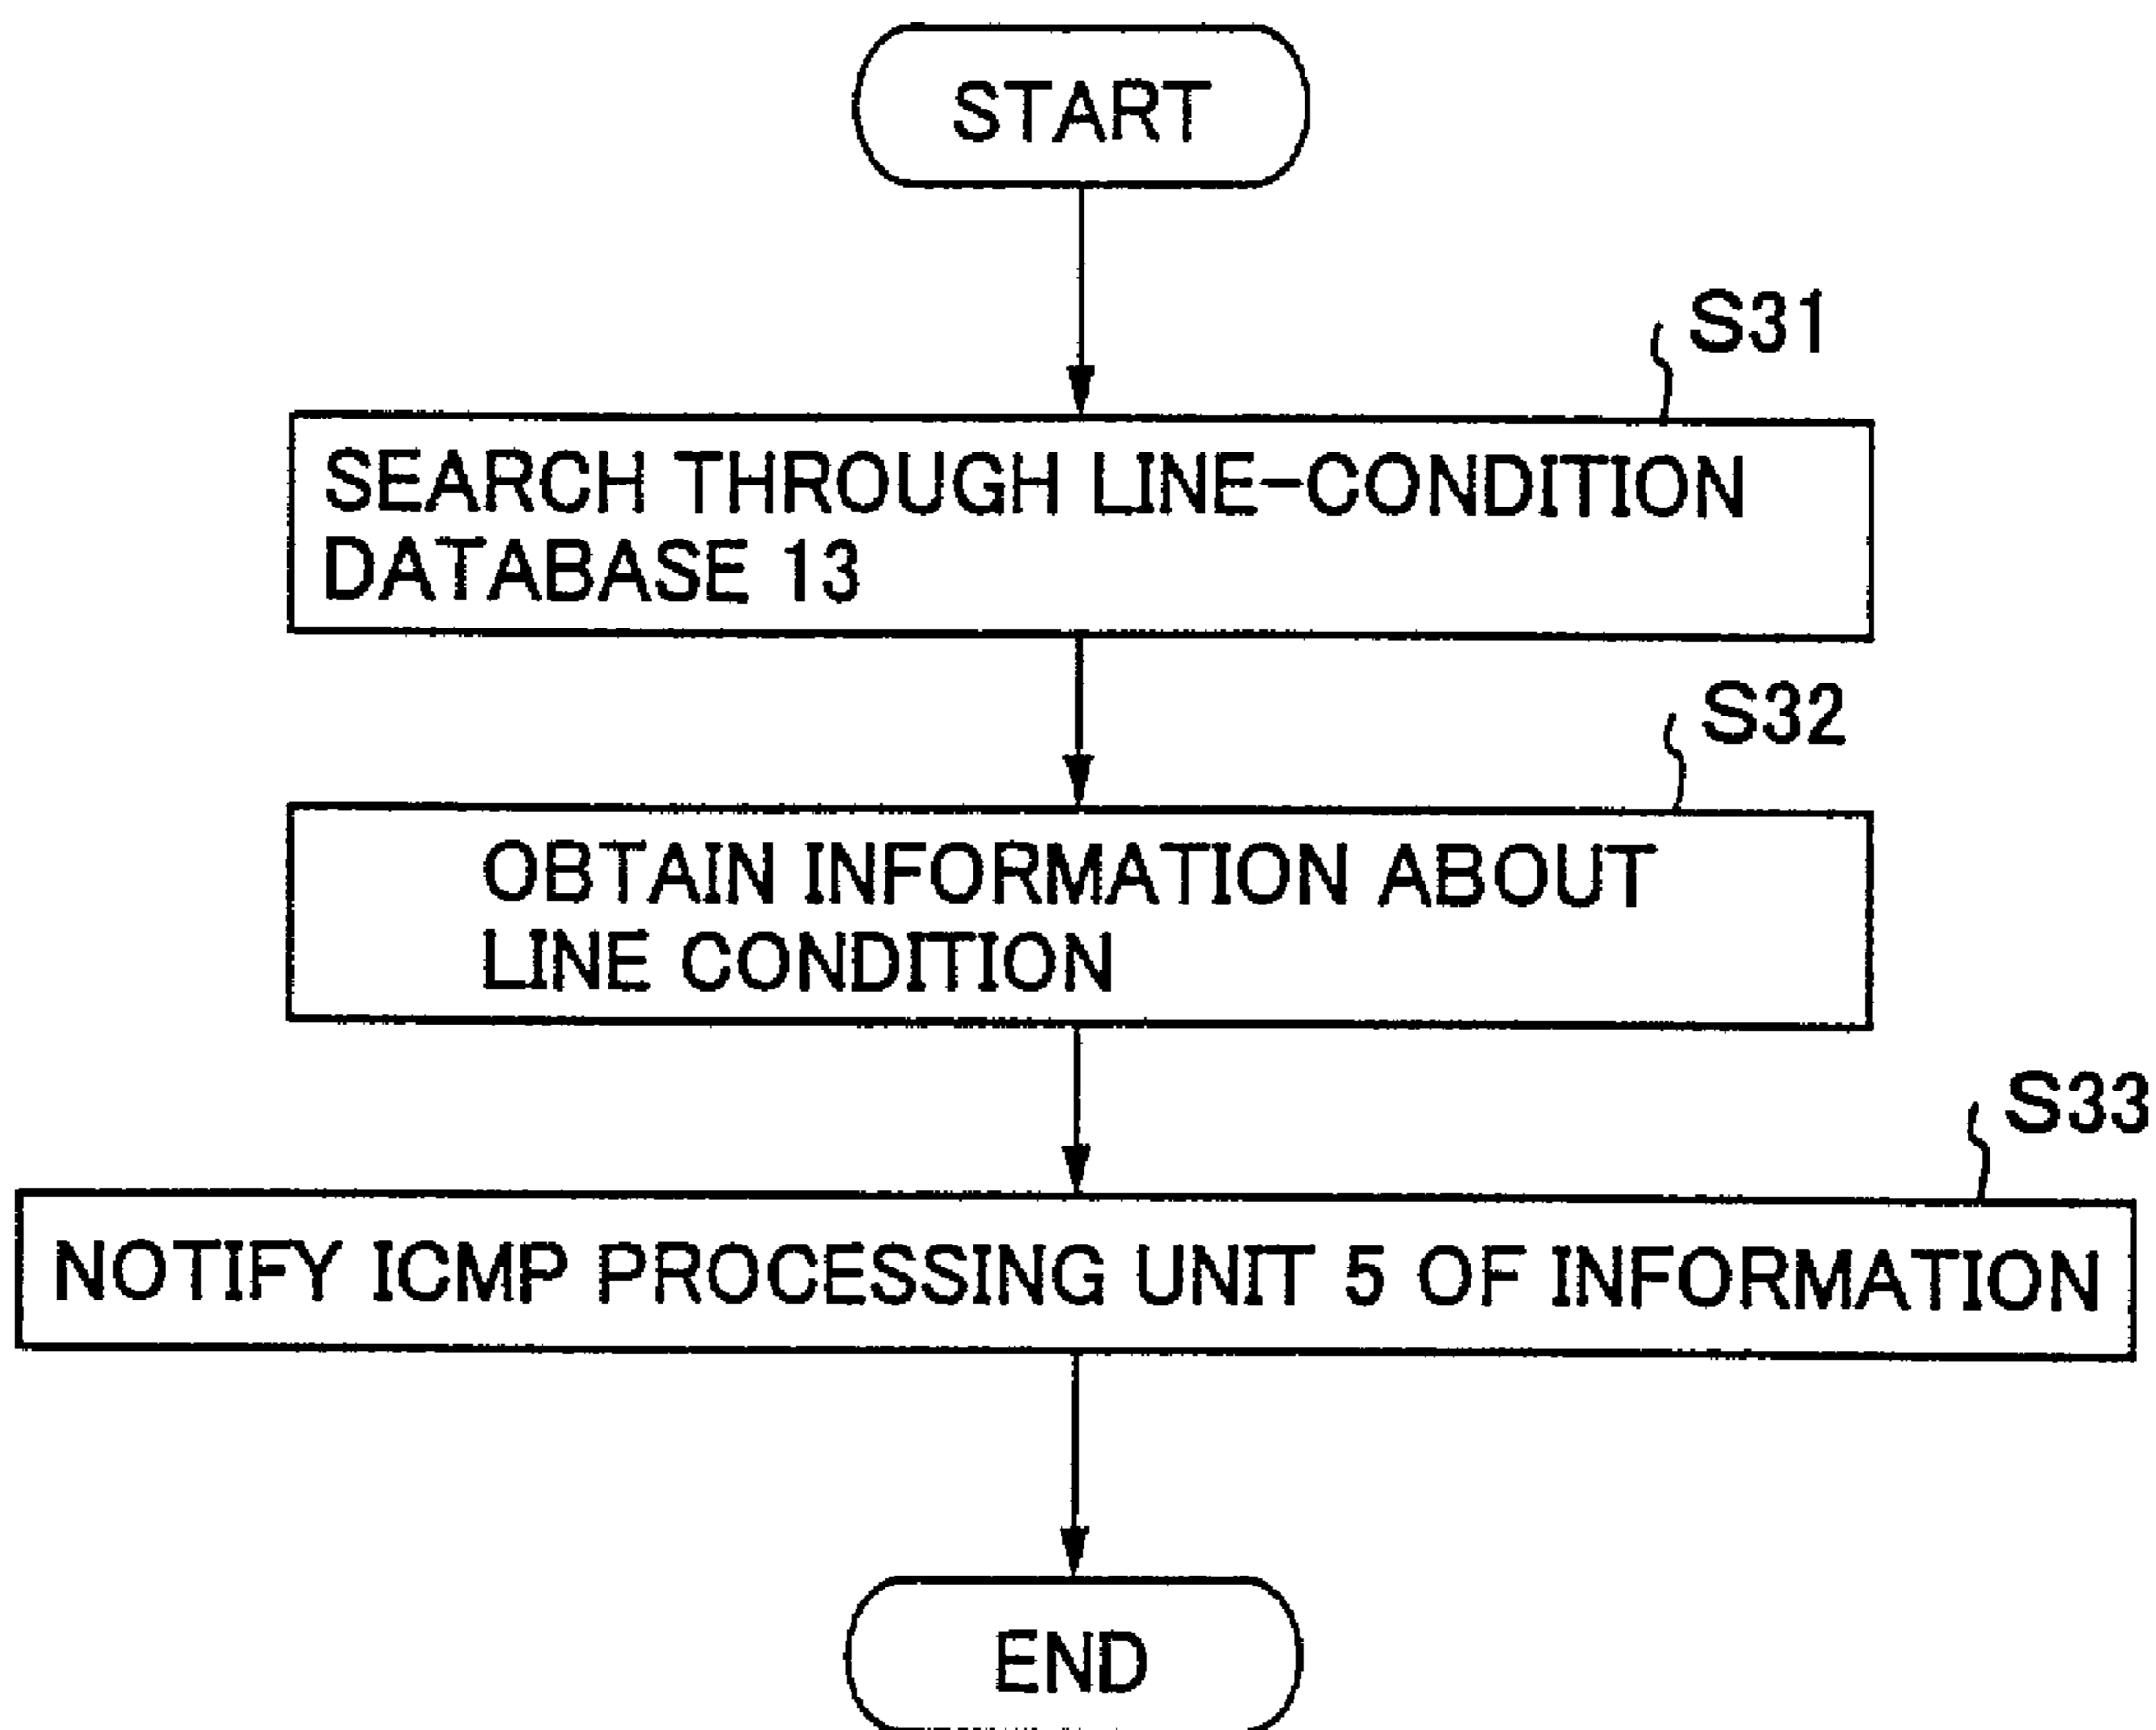 START
S31
SEARCH THROUGH LINE-CONDITION
DATABASE 13
S32
OBTAIN INFORMATION ABOUT
LINE CONDITION
S33
NOTIFY ICMP PROCESSING UNIT 5 OF INFORMATION
END